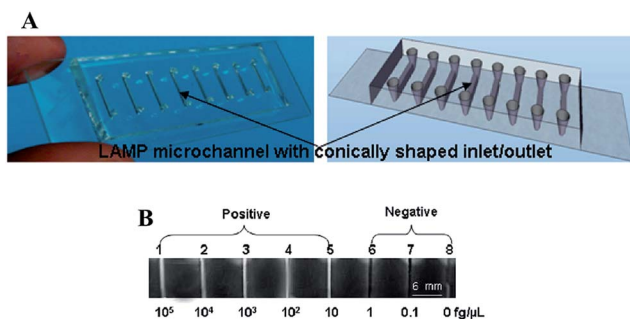 A
LAMP microchannel with conically shaped inlet/outlet
B
Positive Negative
1 2 3 4 5 6 7 8
6 mm
10⁵ 10⁴ 10³ 10² 10 1 0.1 0 fg/μL